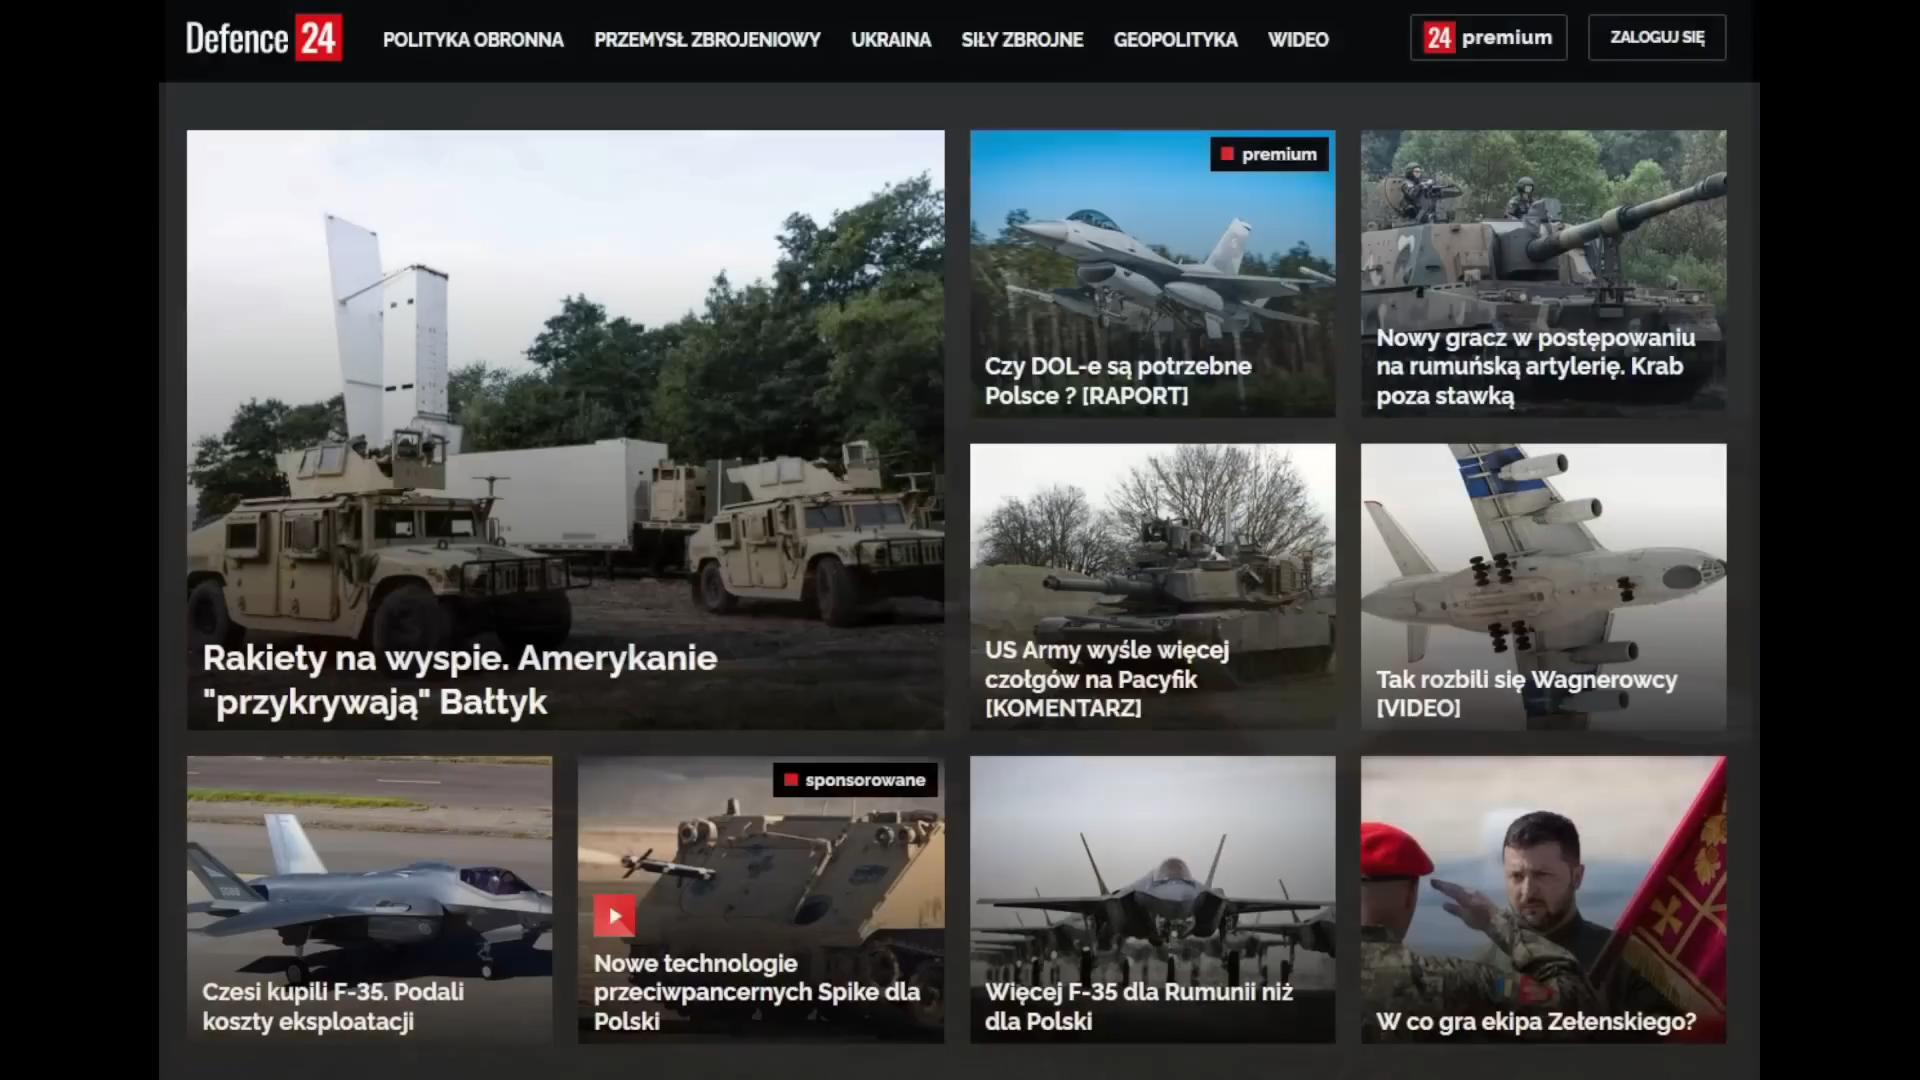 Defence 24
POLITYKA OBRONNA PRZEMYSŁ ZBROJENIOWY UKRAINA SIŁY ZBROJNE GEOPOLITYKA WIDEO
24 premium
ZALOGUJ SIĘ
Rakiety na wyspie. Amerykanie
"przykrywają" Bałtyk
premium
Czy DOL-e są potrzebne
Polsce ? [RAPORT]
Nowy gracz w postępowaniu
na rumuńską artylerię. Krab
poza stawką
US Army wyśle więcej
czołgów na Pacyfik
[KOMENTARZ]
Tak rozbili się Wagnerowcy
[VIDEO]
Czesi kupili F-35. Podali
koszty eksploatacji
sponsorowane
Nowe technologie
przeciwpancernych Spike dla
Polski
Więcej F-35 dla Rumunii niż
dla Polski
W co gra ekipa Zełenskiego?